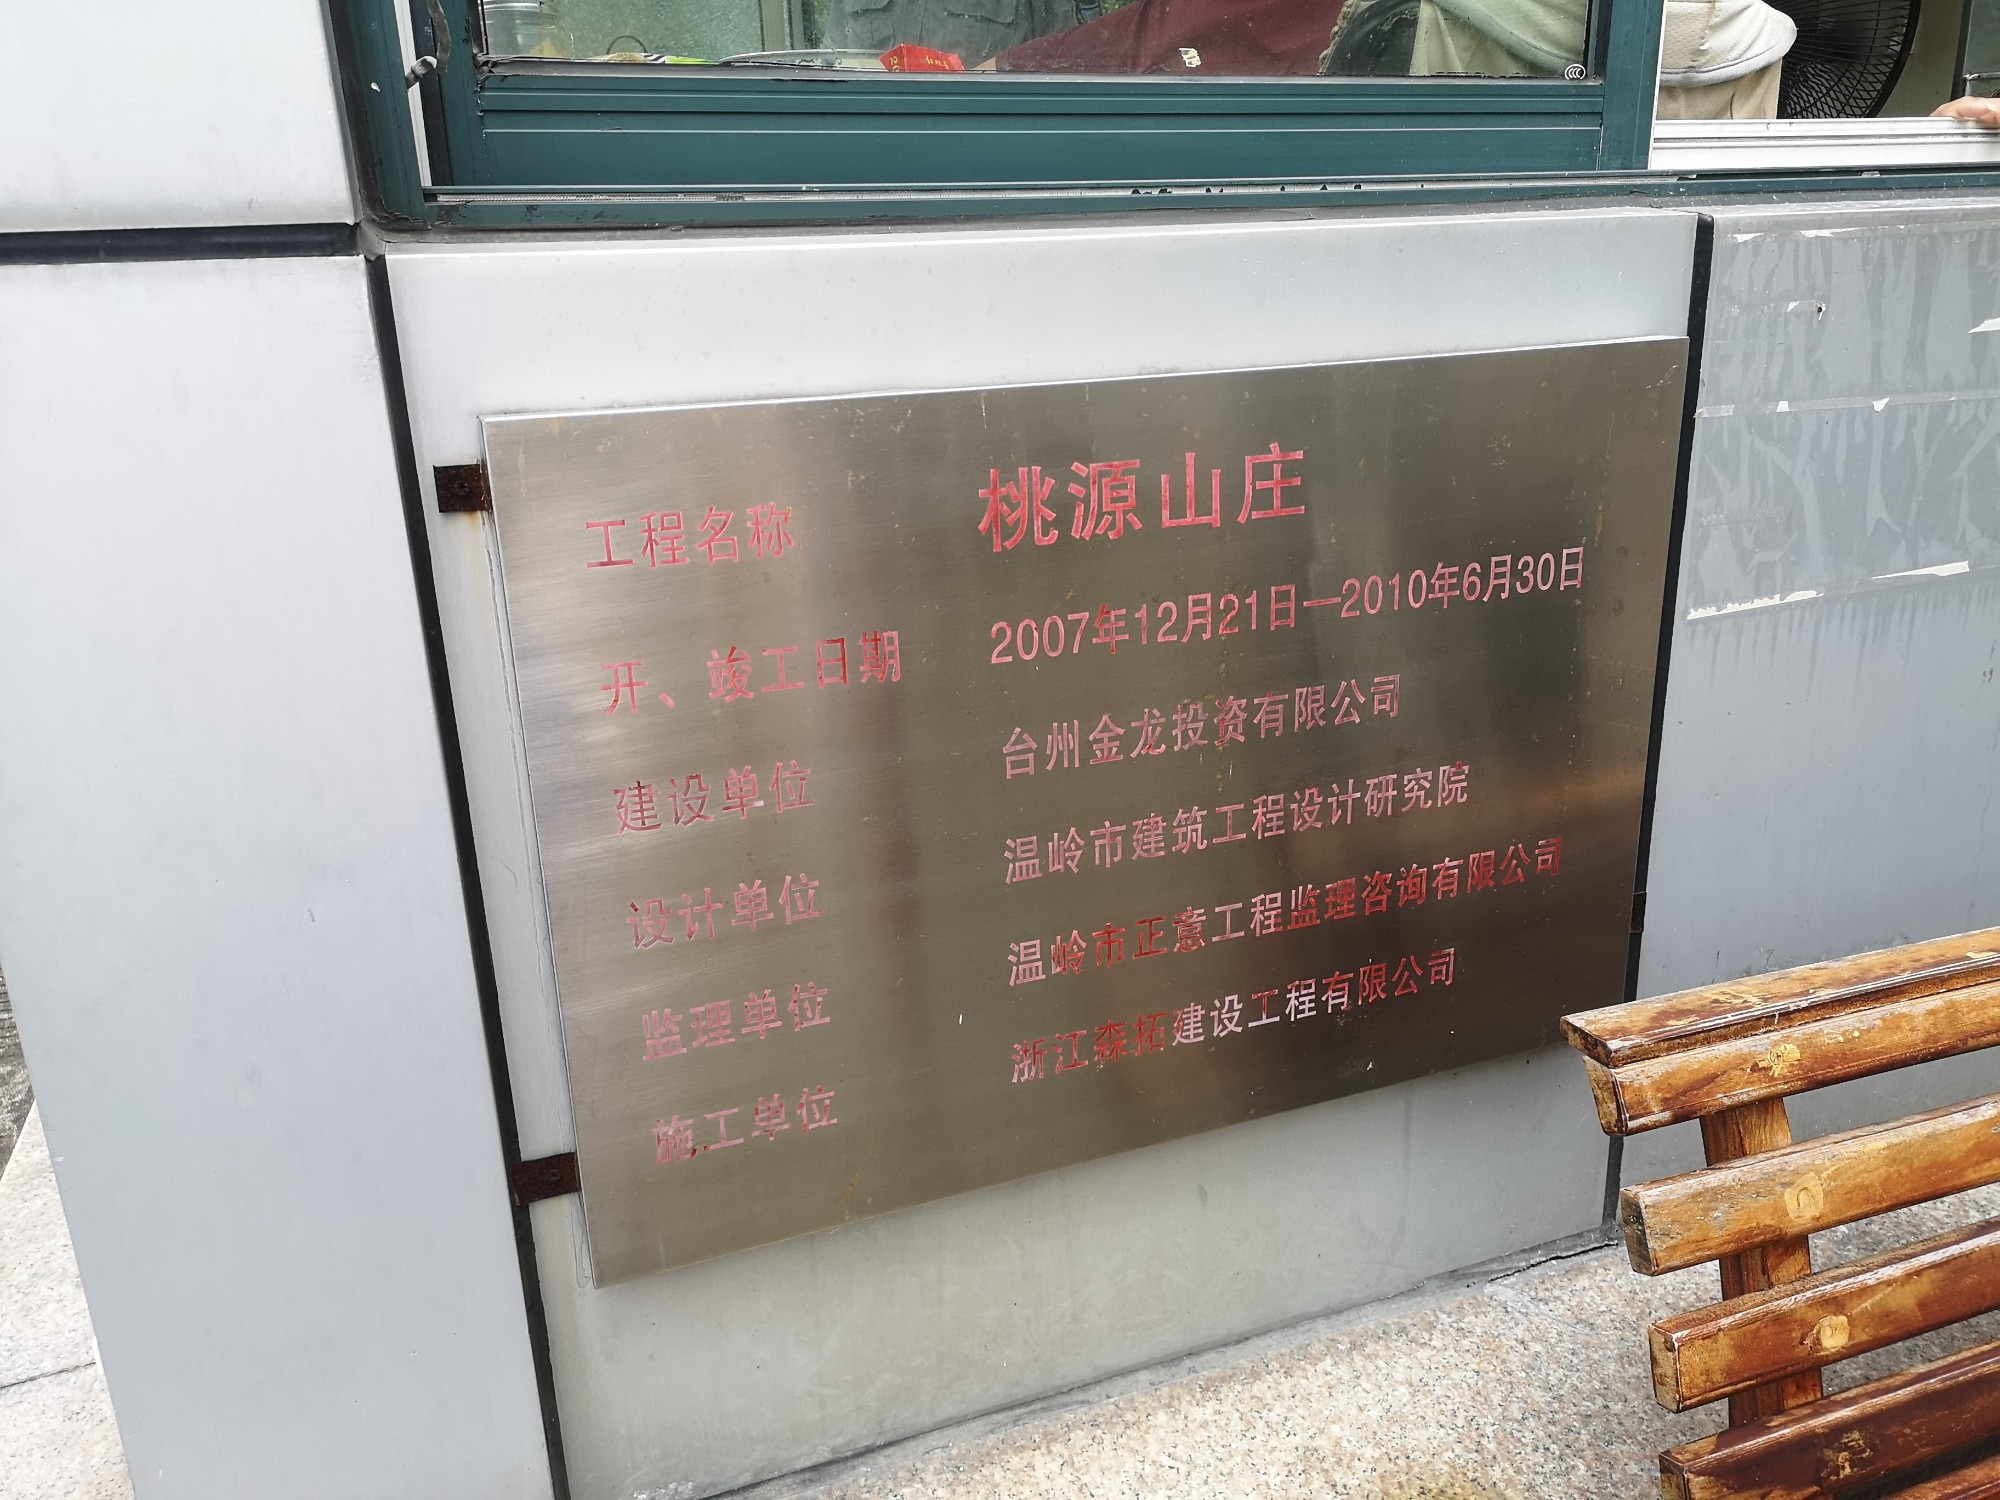 工程名称 桃源山庄
开、竣工日期 2007年12月21日—2010年6月30日
建设单位 台州金龙投资有限公司
设计单位 温岭市建筑工程设计研究院
监理单位 温岭市正意工程监理咨询有限公司
施工单位 浙江森拓建设工程有限公司